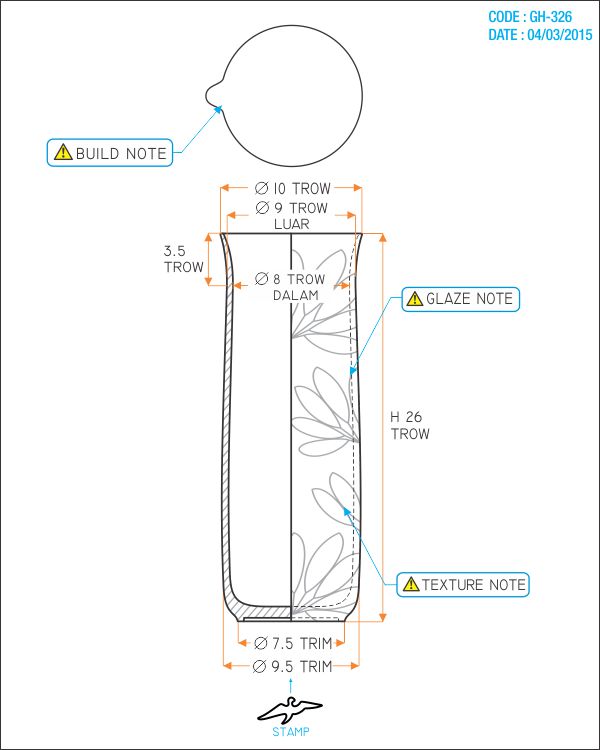 CODE : GH-326
DATE : 04/03/2015
BUILD NOTE
Ø 10 TROW
Ø 9 TROW
LUAR
3.5
TROW
Ø 8 TROW
DALAM
GLAZE NOTE
H 26
TROW
TEXTURE NOTE
Ø 7.5 TRIM
Ø 9.5 TRIM
STAMP